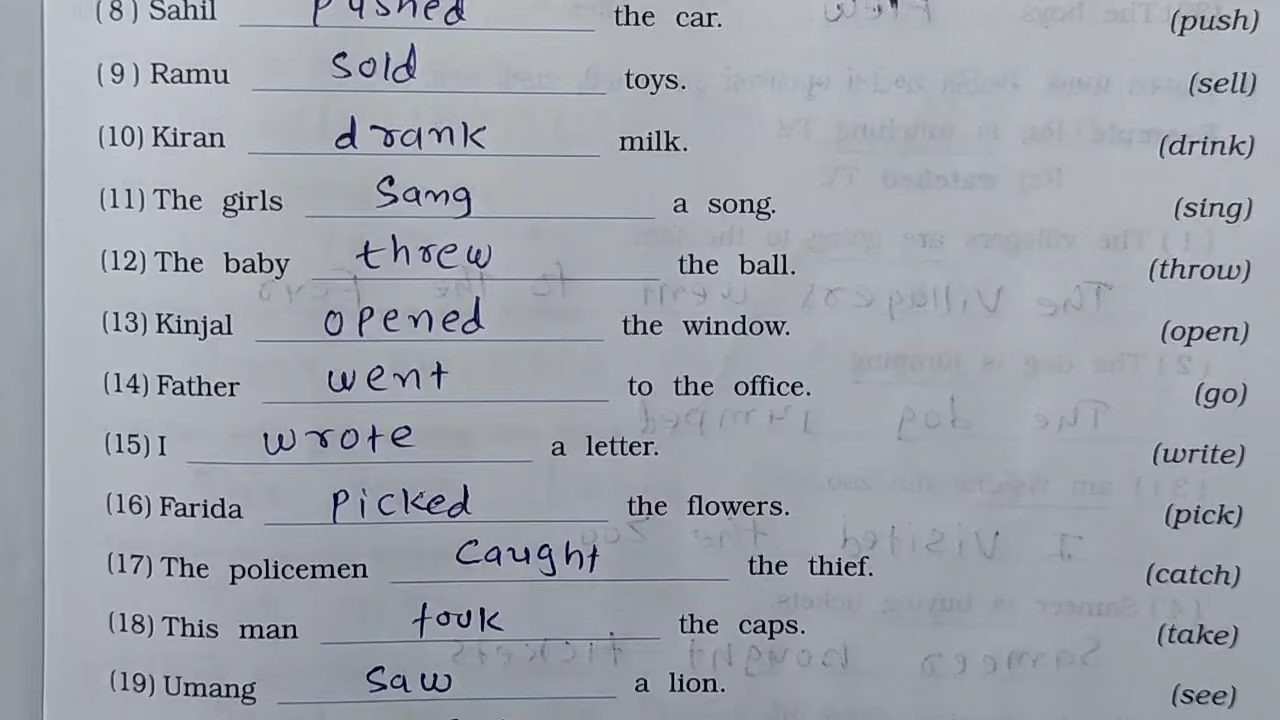 (8) Sahil pushed the car. (push)
(9) Ramu sold toys. (sell)
(10) Kiran drank milk. (drink)
(11) The girls Sang a song. (sing)
(12) The baby threw the ball. (throw)
(13) Kinjal opened the window. (open)
(14) Father went to the office. (go)
(15) I wrote a letter. (write)
(16) Farida picked the flowers. (pick)
(17) The policemen Caught the thief. (catch)
(18) This man took the caps. (take)
(19) Umang saw a lion. (see)